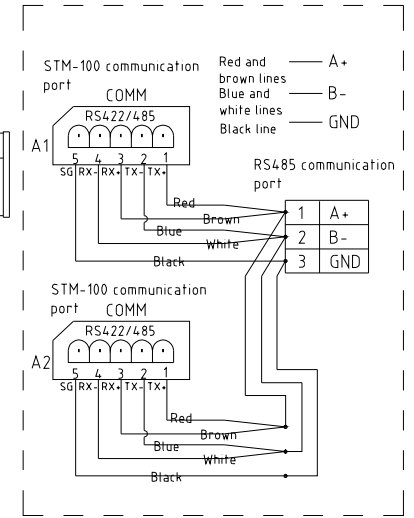 STM-100 communication
port
COMM
RS422/485
A1
5 4 3 2 1
SG RX- RX+ TX- TX+
Red
Brown
Blue
White
Black
Red and
brown lines
A+
Blue and
white lines
B-
Black line
GND
RS485 communication
port
1 A+
2 B-
3 GND
STM-100 communication
port
COMM
RS422/485
A2
5 4 3 2 1
SG RX- RX+ TX- TX+
Red
Brown
Blue
White
Black